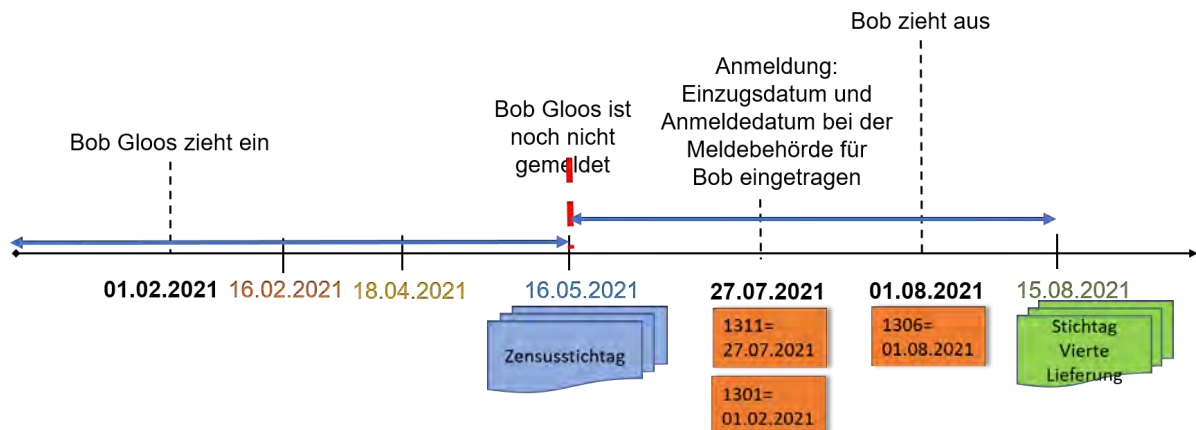 Bob zieht aus
Anmeldung:
Einzugsdatum und
Anmeldedatum bei der
Meldebehörde für
Bob eingetragen
Bob Gloos ist
noch nicht
gemeldet
Bob Gloos zieht ein
01.02.2021
16.02.2021
18.04.2021
16.05.2021
27.07.2021
01.08.2021
15.08.2021
Zensusstichtag
1311=
27.07.2021
1301=
01.02.2021
1306=
01.08.2021
Stichtag
Vierte
Lieferung